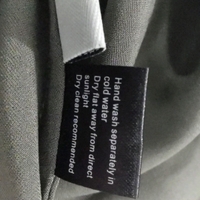 Hand wash separately in
cold water
Dry flat away from direct
sunlight
Dry clean recommended